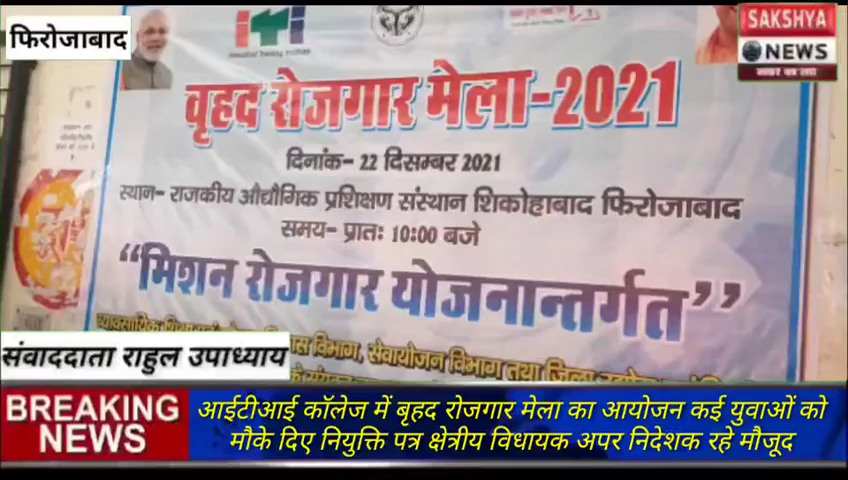 फिरोजाबाद
SAKSHYA
NEWS
वृहद रोजगार मेला-2021
दिनांक- 22 दिसम्बर 2021
स्थान- राजकीय औद्योगिक प्रशिक्षण संस्थान शिकोहाबाद फिरोजाबाद
समय- प्रातः 10:00 बजे
“मिशन रोजगार योजनान्तर्गत”
विभाग, सेवायोजन विभाग तथा जिला
संवाददाता राहुल उपाध्याय
BREAKING
NEWS
आईटीआई कॉलेज में बृहद रोजगार मेला का आयोजन कई युवाओं को
मौके दिए नियुक्ति पत्र क्षेत्रीय विधायक अपर निदेशक रहे मौजूद